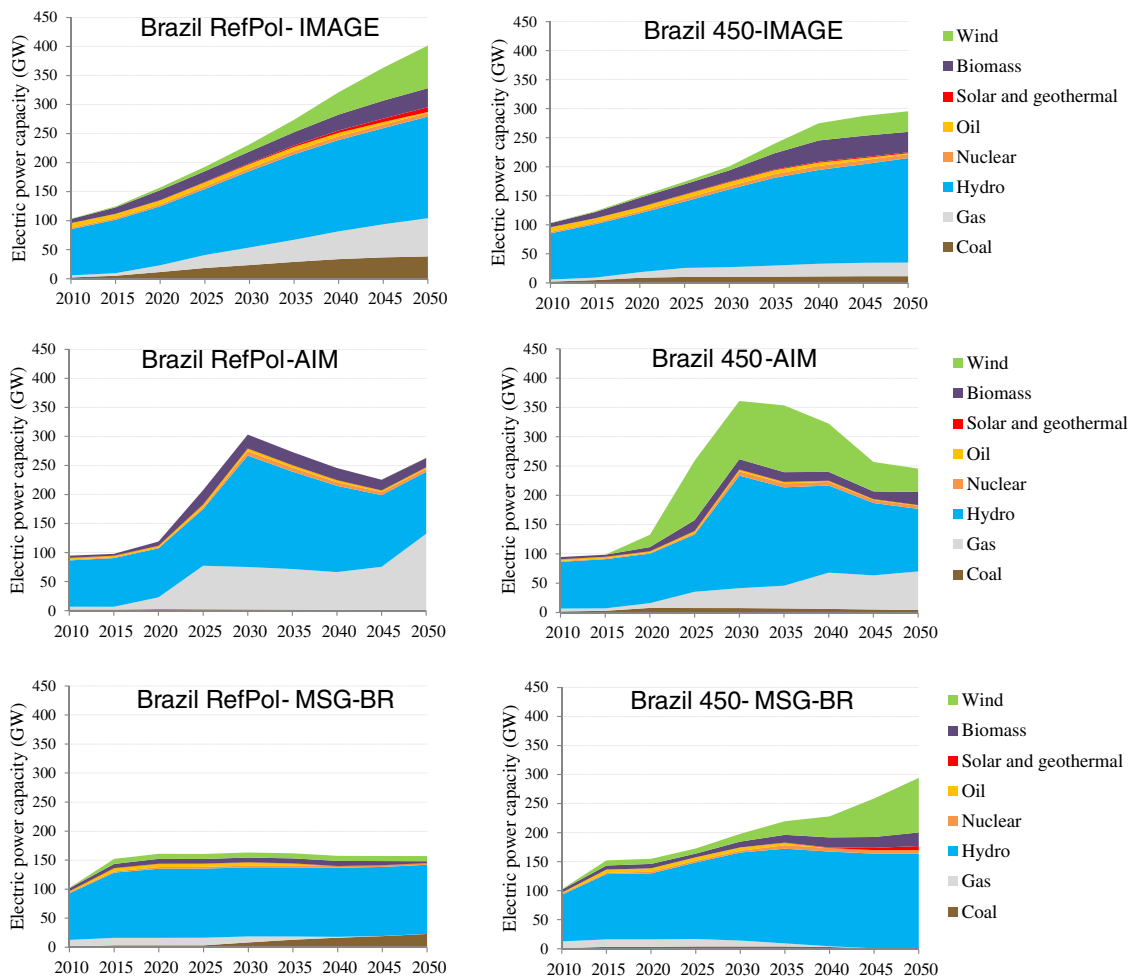 Brazil RefPol- IMAGE
Electric power capacity (GW)
450
400
350
300
250
200
150
100
50
0
2010 2015 2020 2025 2030 2035 2040 2045 2050
Brazil 450-IMAGE
Electric power capacity (GW)
450
400
350
300
250
200
150
100
50
0
2010 2015 2020 2025 2030 2035 2040 2045 2050
Wind
Biomass
Solar and geothermal
Oil
Nuclear
Hydro
Gas
Coal
Brazil RefPol-AIM
Electric power capacity (GW)
450
400
350
300
250
200
150
100
50
0
2010 2015 2020 2025 2030 2035 2040 2045 2050
Brazil 450-AIM
Electric power capacity (GW)
450
400
350
300
250
200
150
100
50
0
2010 2015 2020 2025 2030 2035 2040 2045 2050
Wind
Biomass
Solar and geothermal
Oil
Nuclear
Hydro
Gas
Coal
Brazil RefPol- MSG-BR
Electric power capacity (GW)
450
400
350
300
250
200
150
100
50
0
2010 2015 2020 2025 2030 2035 2040 2045 2050
Brazil 450- MSG-BR
Electric power capacity (GW)
450
400
350
300
250
200
150
100
50
0
2010 2015 2020 2025 2030 2035 2040 2045 2050
Wind
Biomass
Solar and geothermal
Oil
Nuclear
Hydro
Gas
Coal